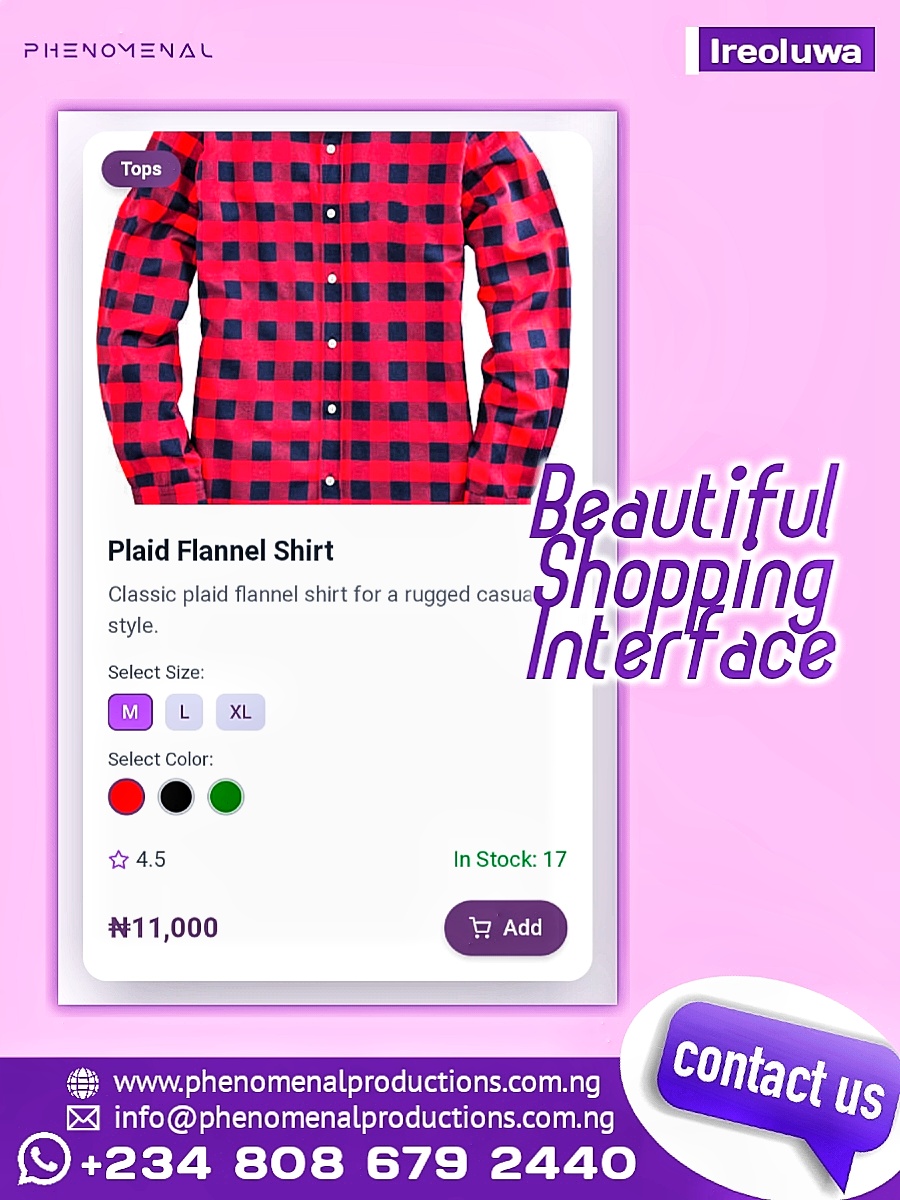 PHENOMENAL
Ireoluwa
Tops
Beautiful
Shopping
Interface
Plaid Flannel Shirt
Classic plaid flannel shirt for a rugged casua
style.
Select Size:
M L XL
Select Color:
4.5 In Stock: 17
₦11,000 Add
contact us
www.phenomenalproductions.com.ng
info@phenomenalproductions.com.ng
+234 808 679 2440